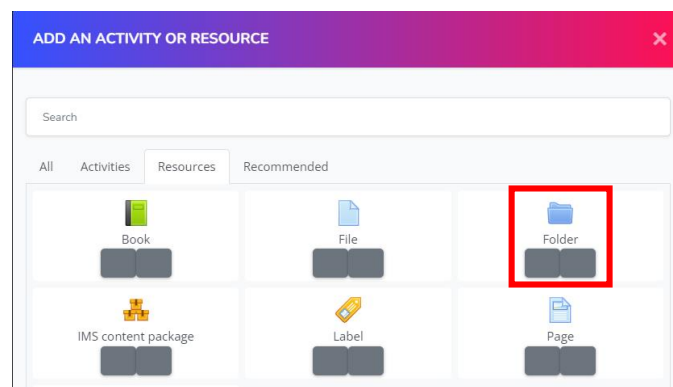 ADD AN ACTIVITY OR RESOURCE
Search
All Activities Resources Recommended
Book File Folder
IMS content package Label Page